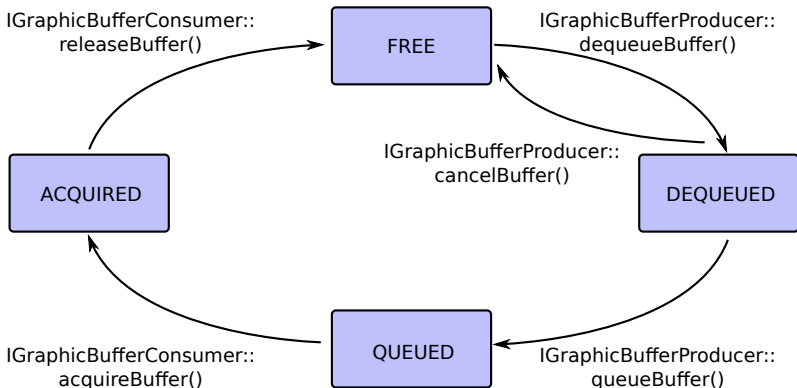 IGraphicBufferConsumer::
releaseBuffer()
FREE
IGraphicBufferProducer::
dequeueBuffer()
IGraphicBufferProducer::
cancelBuffer()
ACQUIRED
DEQUEUED
IGraphicBufferConsumer::
acquireBuffer()
QUEUED
IGraphicBufferProducer::
queueBuffer()